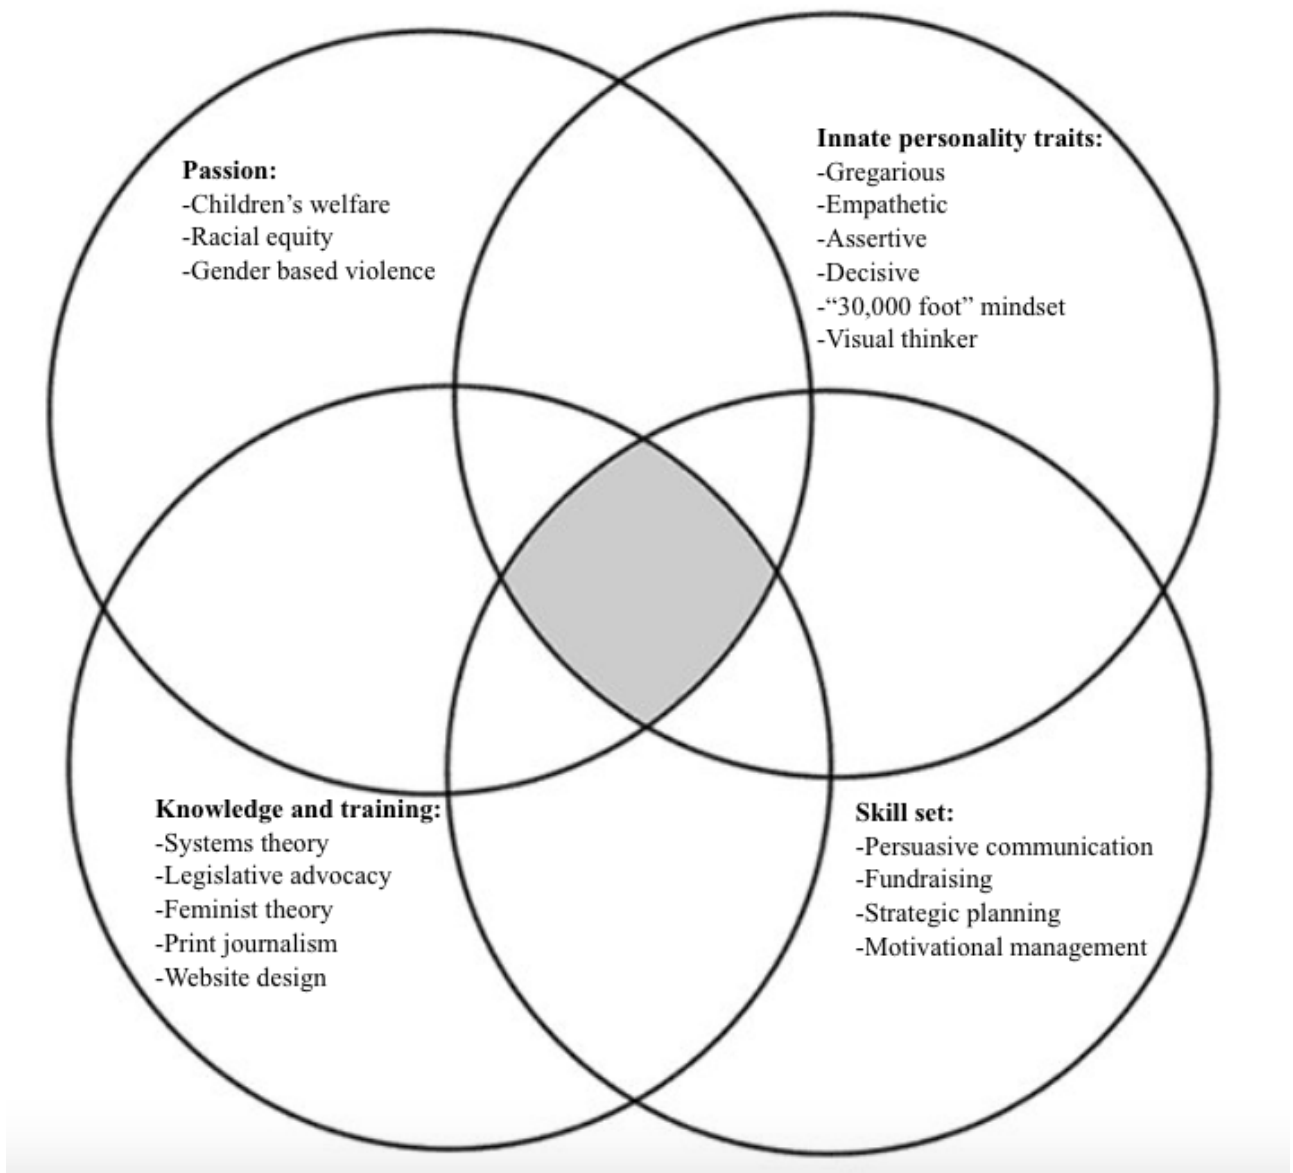 Passion:
-Children’s welfare
-Racial equity
-Gender based violence
Innate personality traits:
-Gregarious
-Empathetic
-Assertive
-Decisive
-“30,000 foot” mindset
-Visual thinker
Knowledge and training:
-Systems theory
-Legislative advocacy
-Feminist theory
-Print journalism
-Website design
Skill set:
-Persuasive communication
-Fundraising
-Strategic planning
-Motivational management